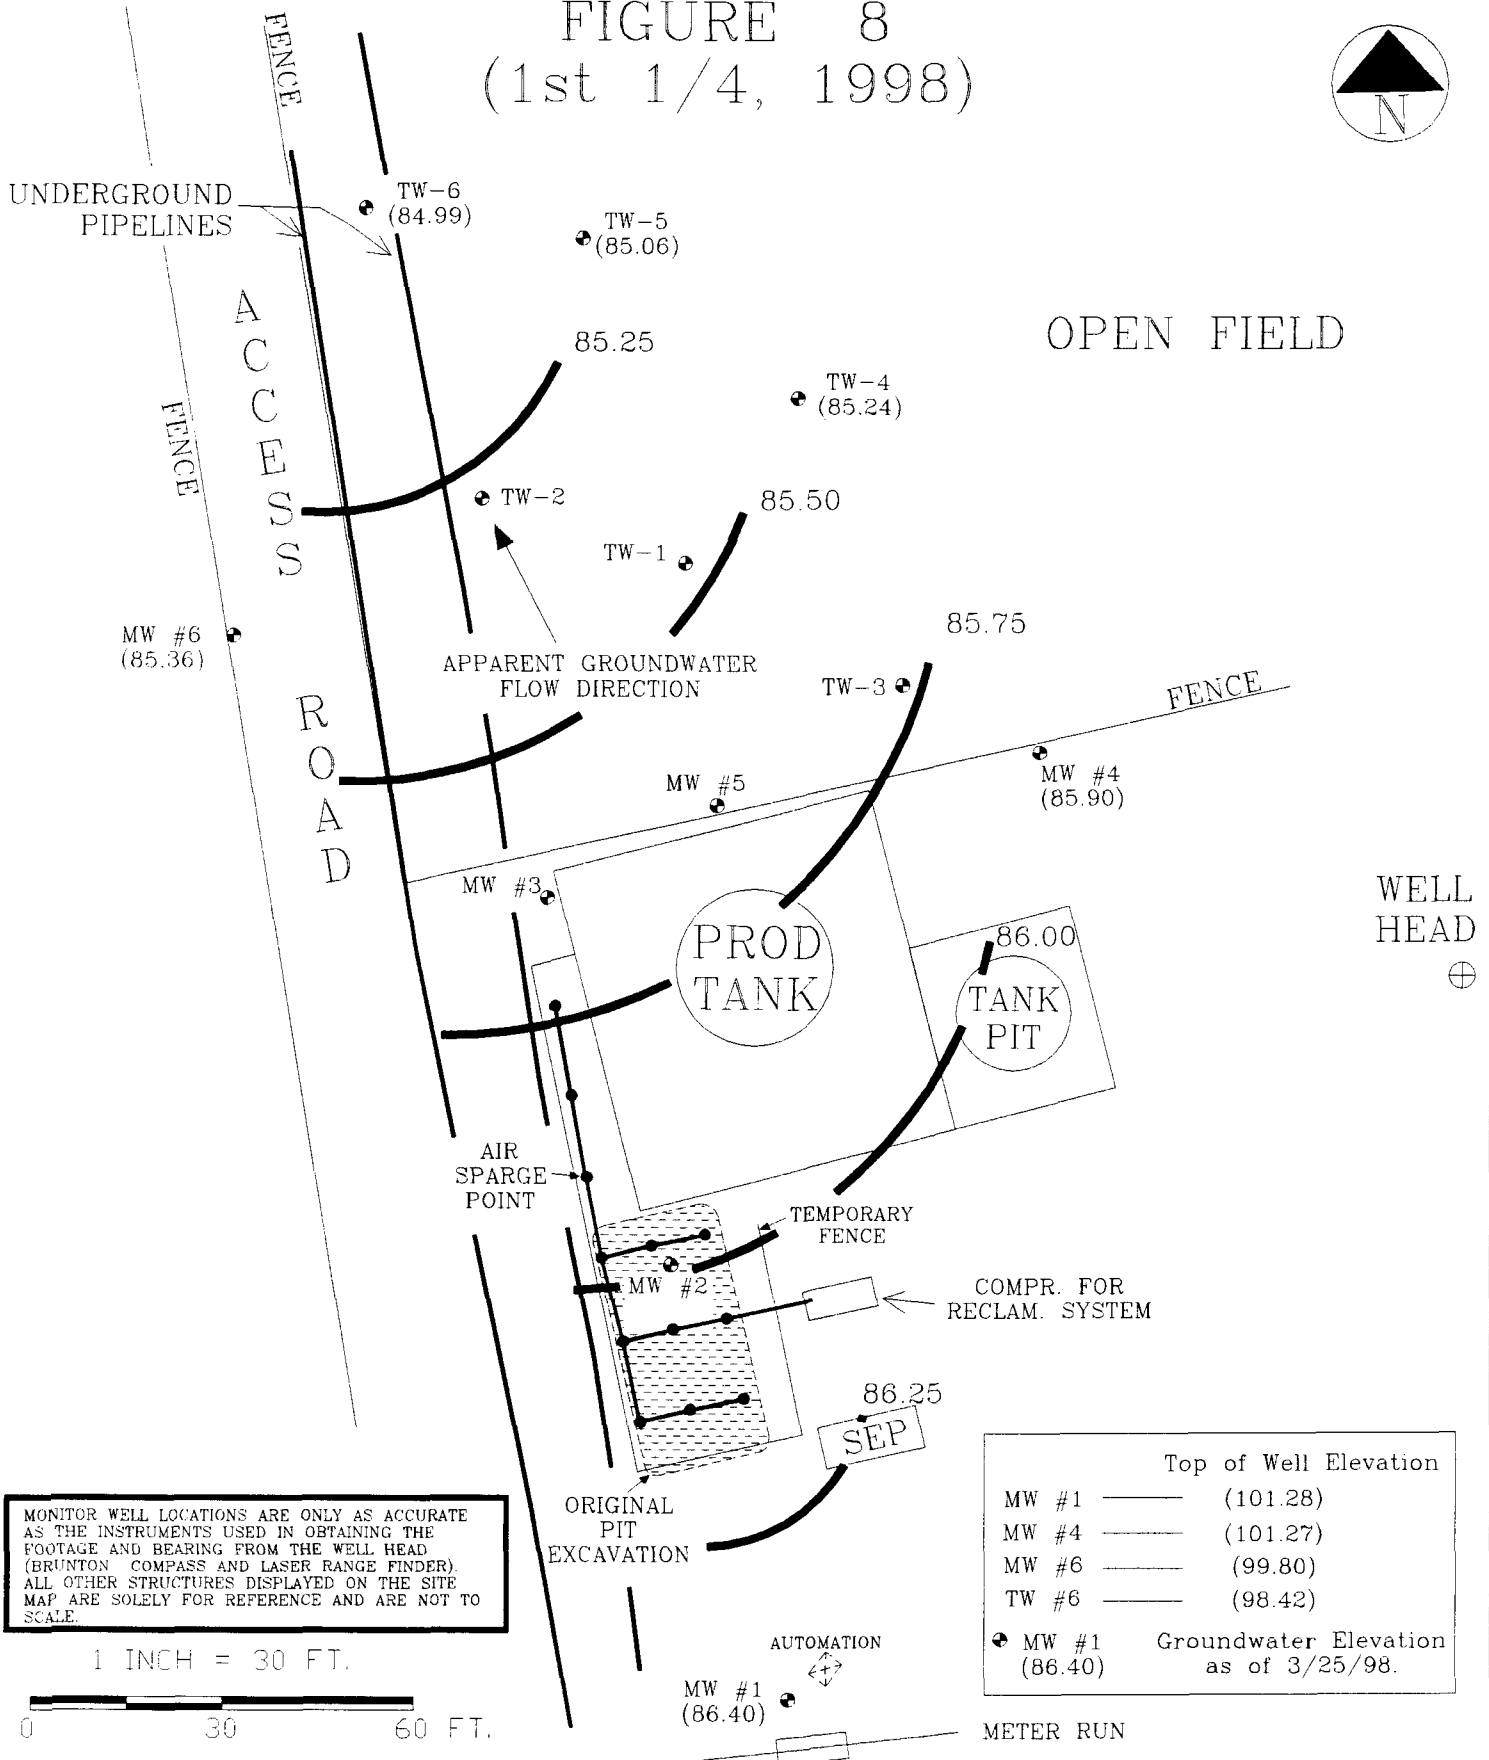 FIGURE 8
(1st 1/4, 1998)
N
FENCE
UNDERGROUND
PIPELINES
TW-6
(84.99)
TW-5
(85.06)
85.25
OPEN FIELD
TW-4
(85.24)
ACCESS
ROAD
FENCE
TW-2
85.50
TW-1
MW #6
(85.36)
APPARENT GROUNDWATER
FLOW DIRECTION
85.75
TW-3
FENCE
MW #5
MW #4
(85.90)
MW #3
WELL
HEAD
PROD
TANK
86.00
TANK
PIT
AIR
SPARGE
POINT
TEMPORARY
FENCE
MW #2
COMPR. FOR
RECLAM. SYSTEM
86.25
SEP
ORIGINAL
PIT
EXCAVATION
MONITOR WELL LOCATIONS ARE ONLY AS ACCURATE
AS THE INSTRUMENTS USED IN OBTAINING THE
FOOTAGE AND BEARING FROM THE WELL HEAD
(BRUNTON COMPASS AND LASER RANGE FINDER).
ALL OTHER STRUCTURES DISPLAYED ON THE SITE
MAP ARE SOLELY FOR REFERENCE AND ARE NOT TO
SCALE.
1 INCH = 30 FT.
0 30 60 FT.
AUTOMATION
MW #1
(86.40)
METER RUN
Top of Well Elevation
MW #1 (101.28)
MW #4 (101.27)
MW #6 (99.80)
TW #6 (98.42)
MW #1 Groundwater Elevation
(86.40) as of 3/25/98.